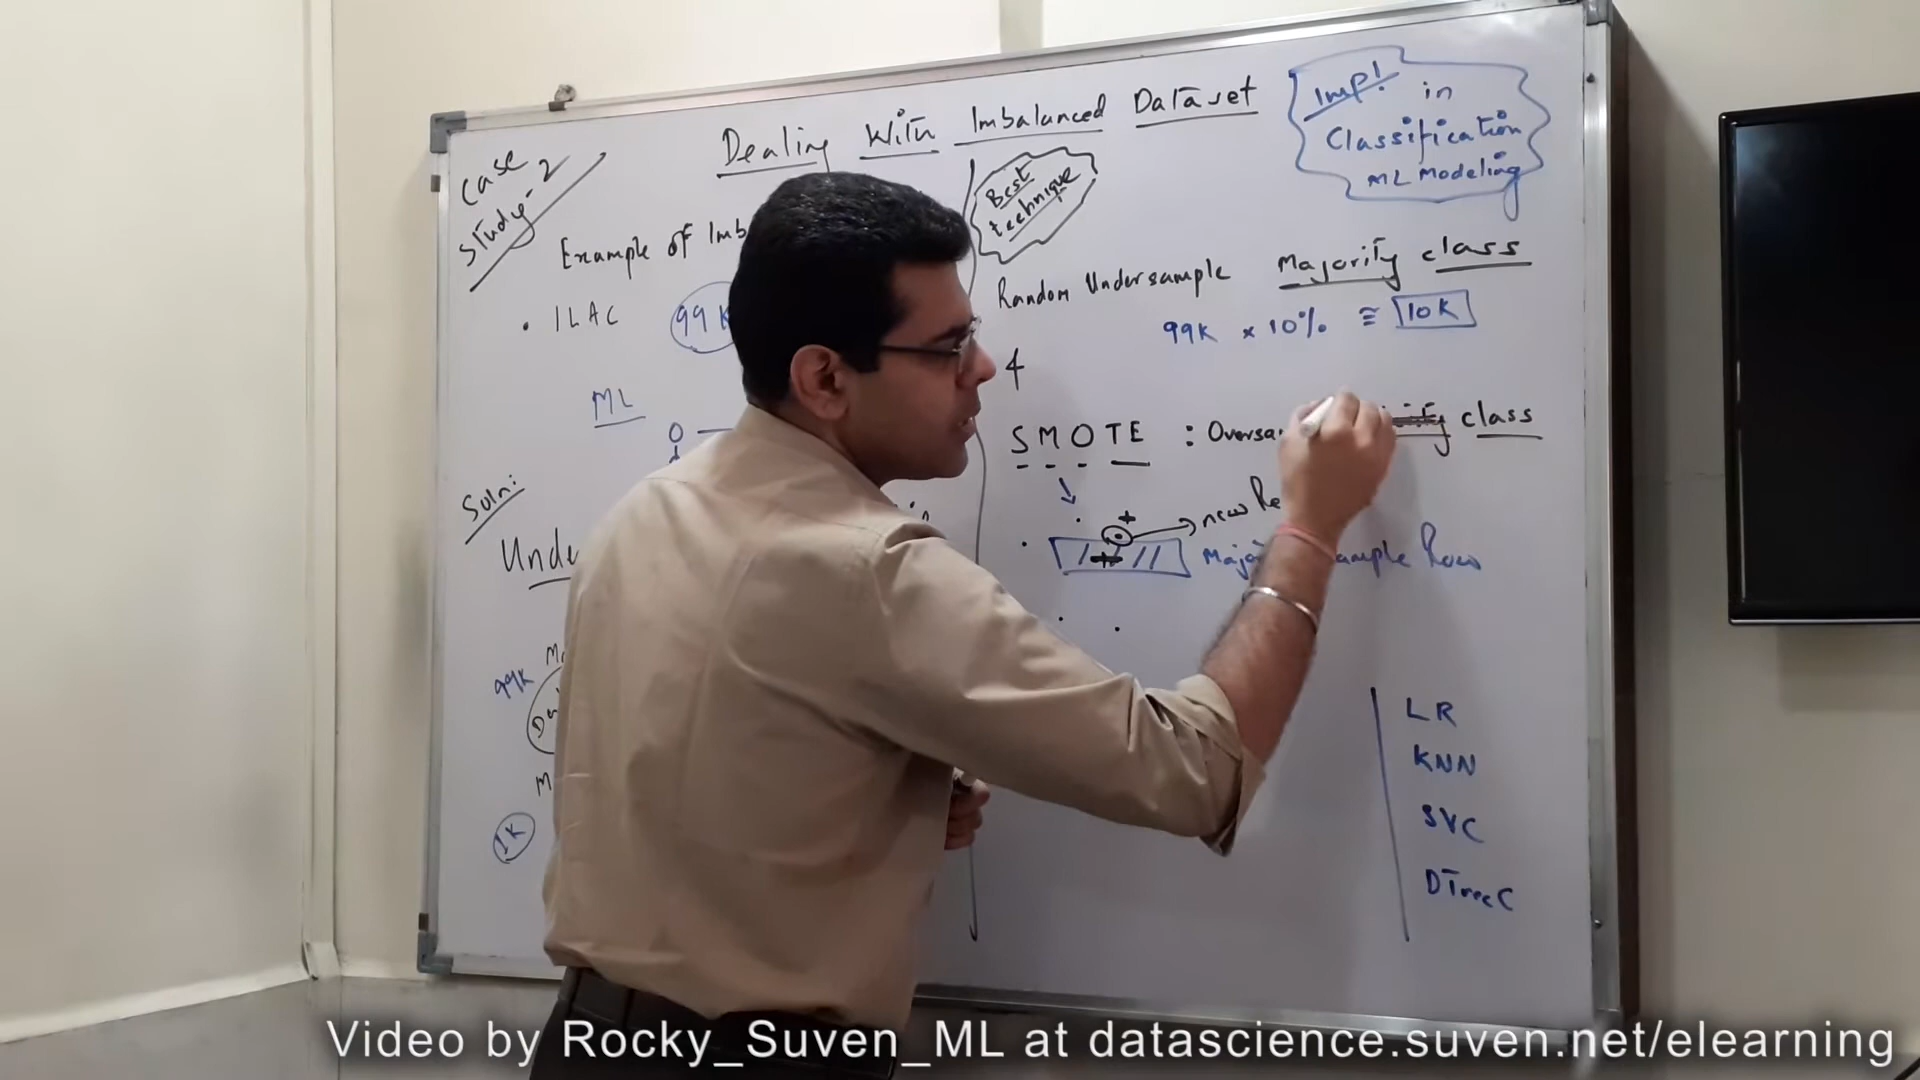 Dealing With Imbalanced Dataset
Imp! in
Classification
ML Modeling
Case
Study-2
Best
technique
Example of Imb
Random Undersample Majority class
• ILAC 99K
99K × 10% ≅ 10K
&
ML
SMOTE : Oversa class
Soln:
new Re
Unde
Majo ample Row
99K
1K
LR
KNN
SVC
DTreeC
Video by Rocky_Suven_ML at datascience.suven.net/elearning